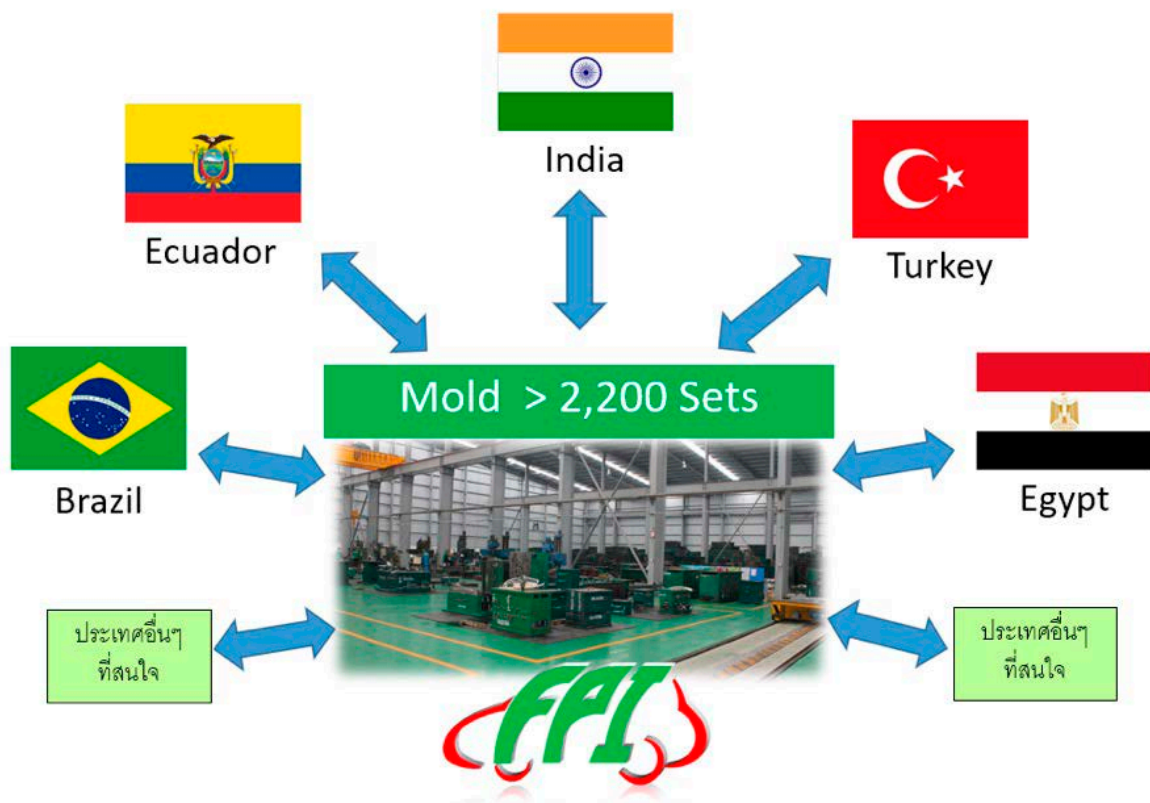 India
Ecuador
Turkey
Mold > 2,200 Sets
Brazil
Egypt
ประเทศอื่นๆ
ที่สนใจ
ประเทศอื่นๆ
ที่สนใจ
FPI